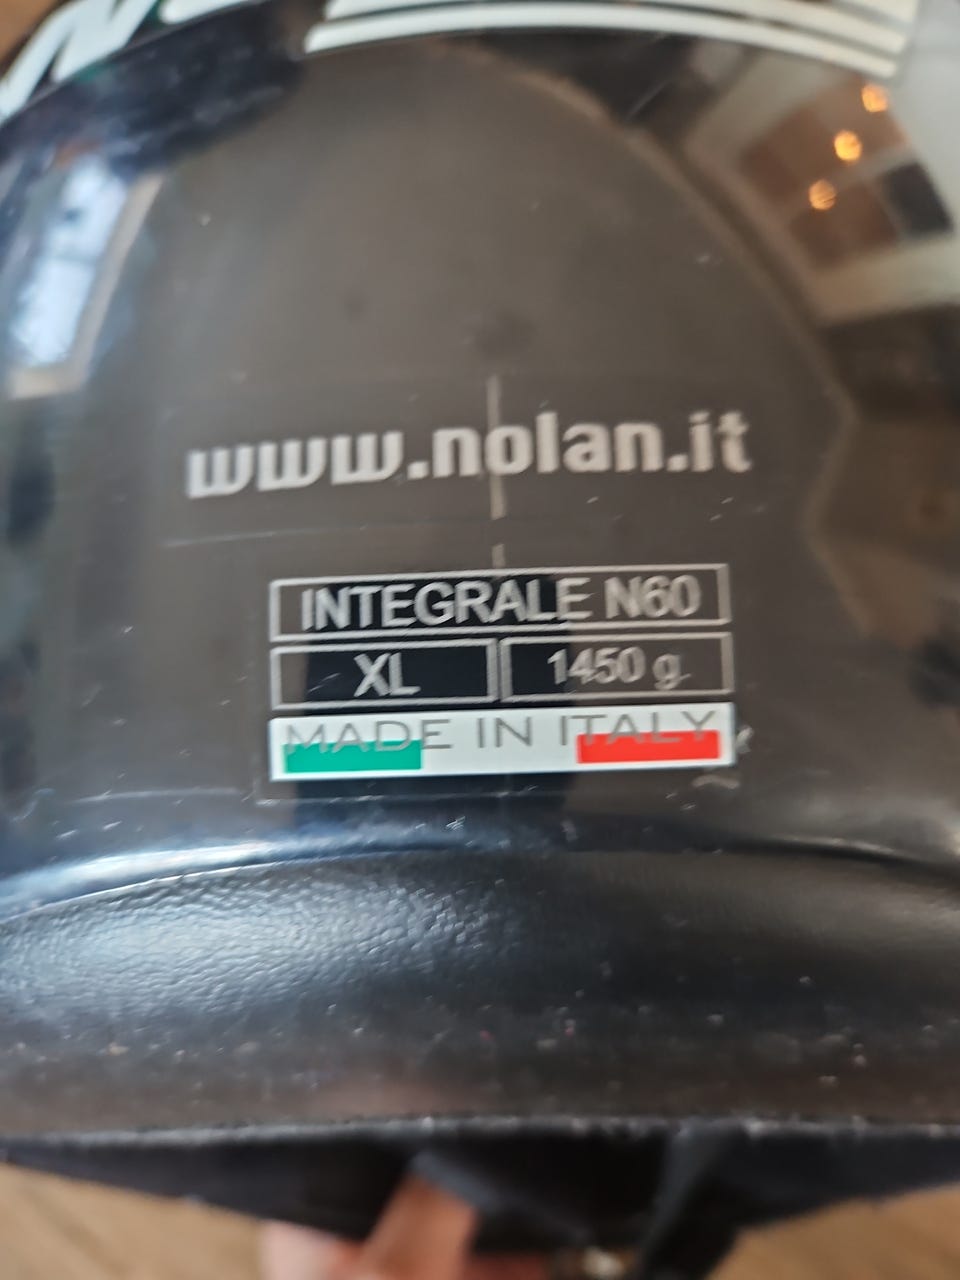 www.nolan.it
INTEGRALE N60
XL
1450 g.
MADE IN ITALY